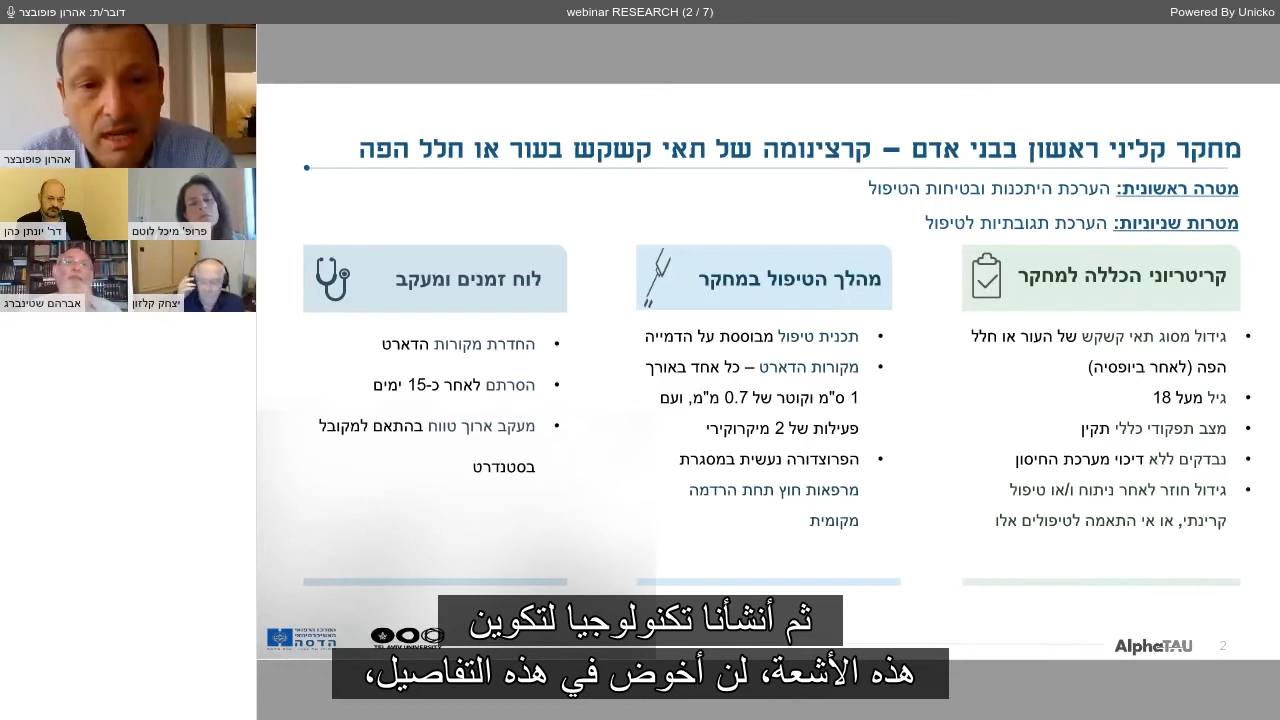 דובר/ת: אהרון פופובצר
webinar RESEARCH (2 / 7)
Powered By Unicko
אהרון פופובצר
דר' יונתן כהן
פרופ' מיכל לוטם
אברהם שטינברג
יצחק קלזון
מחקר קליני ראשון בבני אדם – קרצינומה של תאי קשקש בעור או חלל הפה
מטרה ראשונית: הערכת היתכנות ובטיחות הטיפול
מטרות שניוניות: הערכת תגובתיות לטיפול
קריטריוני הכללה למחקר
• גידול מסוג תאי קשקש של העור או חלל
הפה (לאחר ביופסיה)
• גיל מעל 18
• מצב תפקודי כללי תקין
• נבדקים ללא דיכוי מערכת החיסון
• גידול חוזר לאחר ניתוח ו/או טיפול
קרינתי, או אי התאמה לטיפולים אלו
מהלך הטיפול במחקר
• תכנית טיפול מבוססת על הדמייה
• מקורות הדארט – כל אחד באורך
1 ס"מ וקוטר של 0.7 מ"מ, ועם
פעילות של 2 מיקרוקירי
• הפרוצדורה נעשית במסגרת
מרפאות חוץ תחת הרדמה
מקומית
לוח זמנים ומעקב
• החדרת מקורות הדארט
• הסרתם לאחר כ-15 ימים
• מעקב ארוך טווח בהתאם למקובל
בסטנדרט
ثم أنشأنا تكنولوجيا لتكوين
هذه الأشعة، لن أخوض في هذه التفاصيل،
הדסה
TEL AVIV UNIVERSITY
AlphaTAU
2